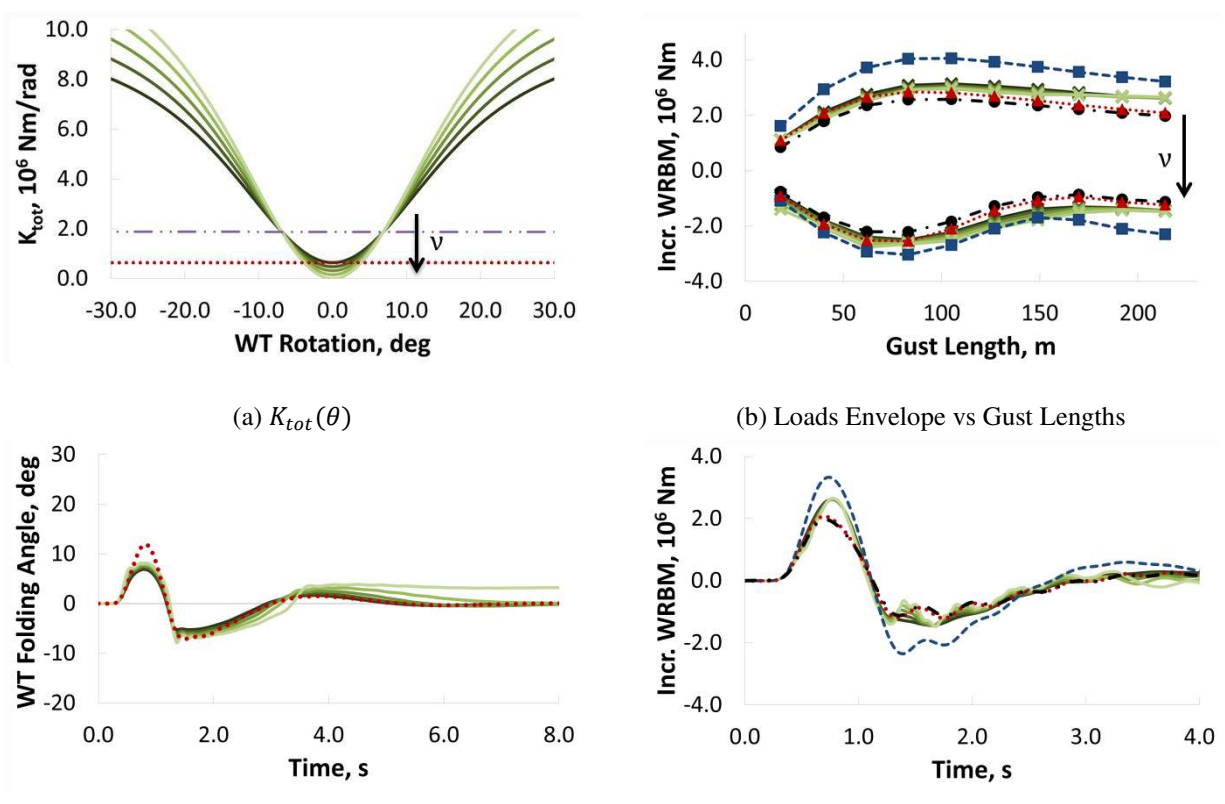 10.0
8.0
6.0
4.0
2.0
0.0
K_tot, 10^6 Nm/rad
ν
-30.0 -20.0 -10.0 0.0 10.0 20.0 30.0
WT Rotation, deg
4.0
2.0
0.0
-2.0
-4.0
Incr. WRBM, 10^6 Nm
ν
0 50 100 150 200
Gust Length, m
(a) K_tot(θ)
(b) Loads Envelope vs Gust Lengths
30
20
10
0
-10
-20
WT Folding Angle, deg
0.0 2.0 4.0 6.0 8.0
Time, s
4.0
2.0
0.0
-2.0
-4.0
Incr. WRBM, 10^6 Nm
0.0 1.0 2.0 3.0 4.0
Time, s